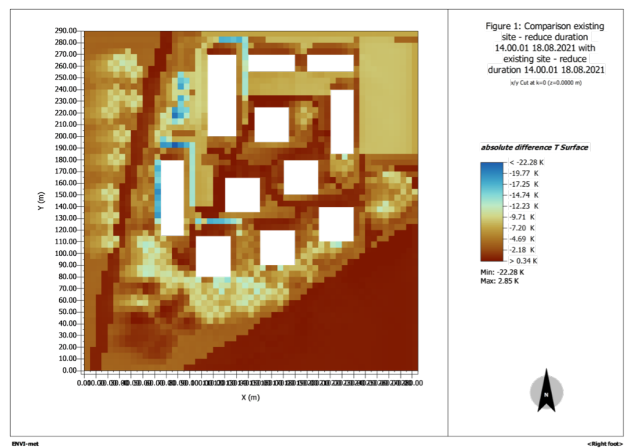 Figure 1: Comparison existing
site - reduce duration
14.00.01 18.08.2021 with
existing site - reduce
duration 14.00.01 18.08.2021
x/y Cut at k=0 (z=0.0000 m)
absolute difference T Surface
< -22.28 K
-19.77 K
-17.25 K
-14.74 K
-12.23 K
-9.71 K
-7.20 K
-4.69 K
-2.18 K
> 0.34 K
Min: -22.28 K
Max: 2.85 K
N
290.00
280.00
270.00
260.00
250.00
240.00
230.00
220.00
210.00
200.00
190.00
180.00
170.00
160.00
150.00
140.00
130.00
120.00
110.00
100.00
90.00
80.00
70.00
60.00
50.00
40.00
30.00
20.00
10.00
0.00
Y (m)
X (m)
ENVI-met
<Right foot>